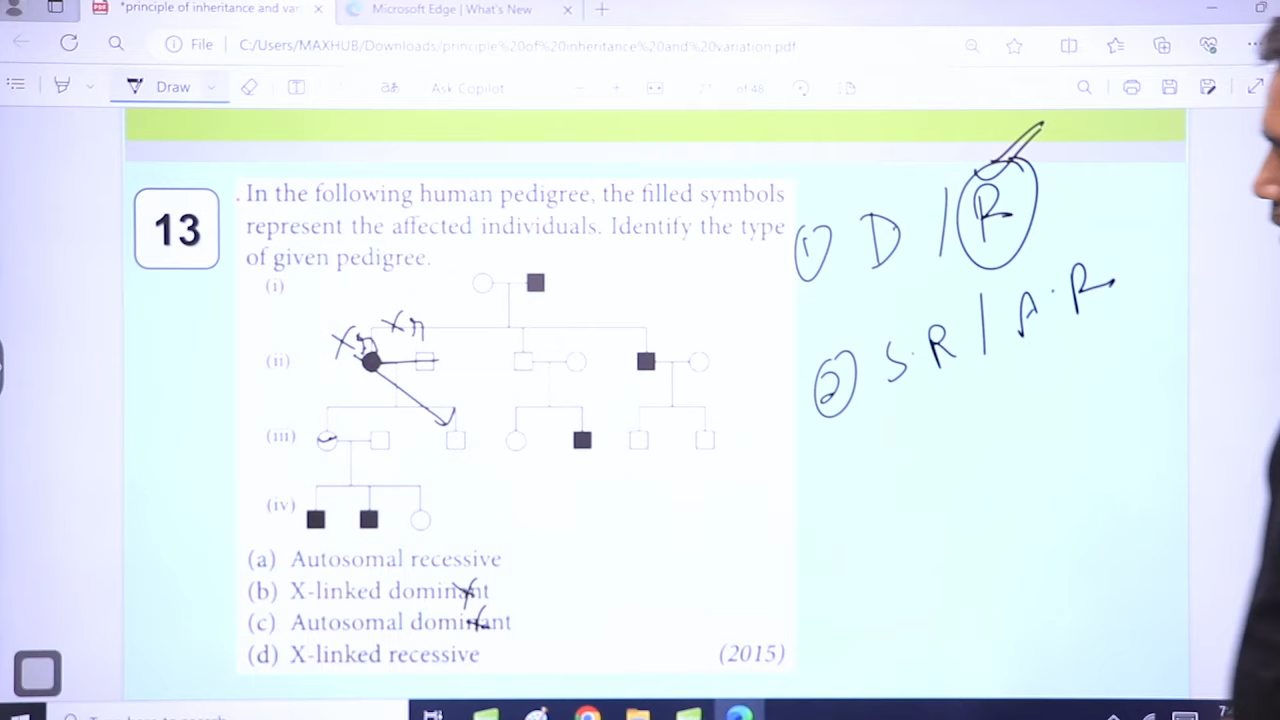 *principle of inheritance and var
Microsoft Edge | What's New
File
C:/Users/MAXHUB/Downloads/principle%20of%20inheritance%20and%20variation.pdf
Draw
Ask Copilot
of 48
13
. In the following human pedigree, the filled symbols
represent the affected individuals. Identify the type
of given pedigree.
(i)
(ii)
(iii)
(iv)
(a) Autosomal recessive
(b) X-linked dominant
(c) Autosomal dominant
(d) X-linked recessive (2015)
① D / R
② S.R / A.R